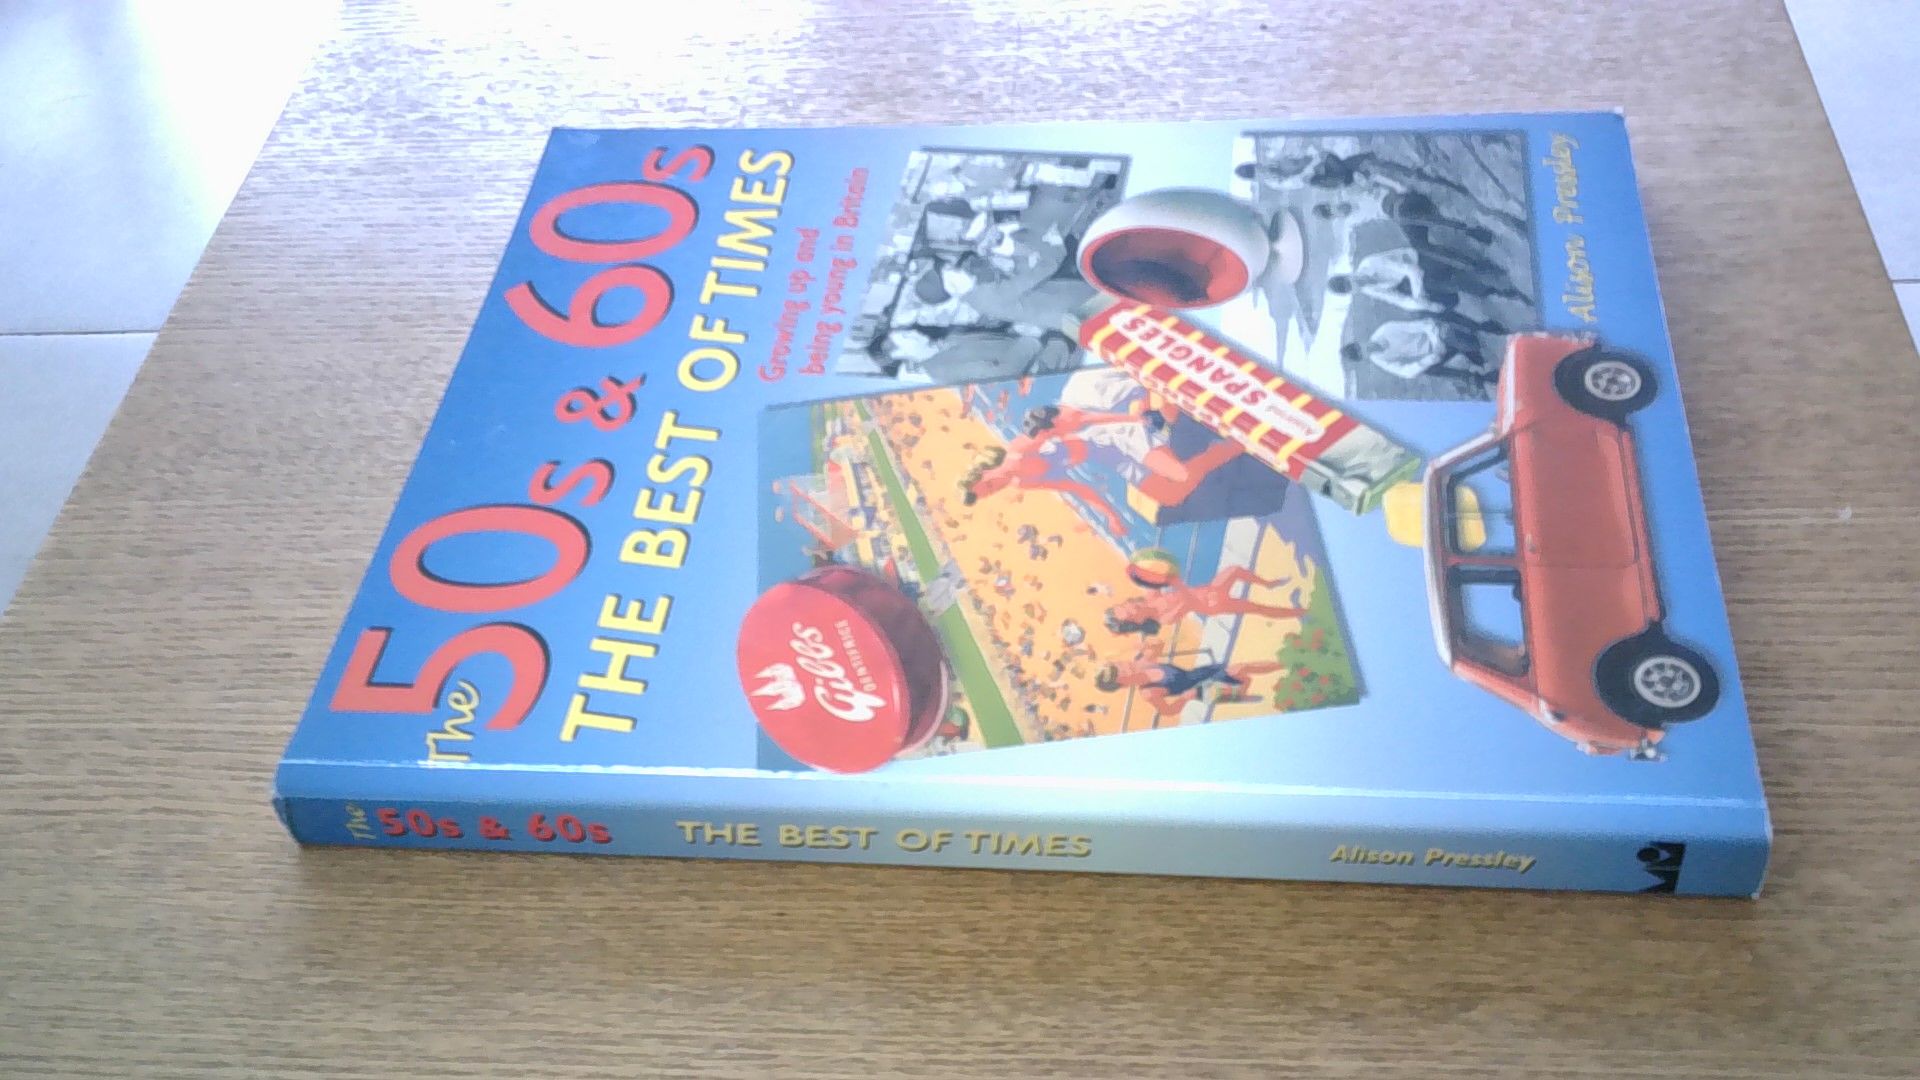 The
50s & 60s
THE BEST OF TIMES
Growing up and
being young in Britain
SPANGLES
Gibbs
DENTIFRICE
Alison Pressley
The 50s & 60s THE BEST OF TIMES Alison Pressley